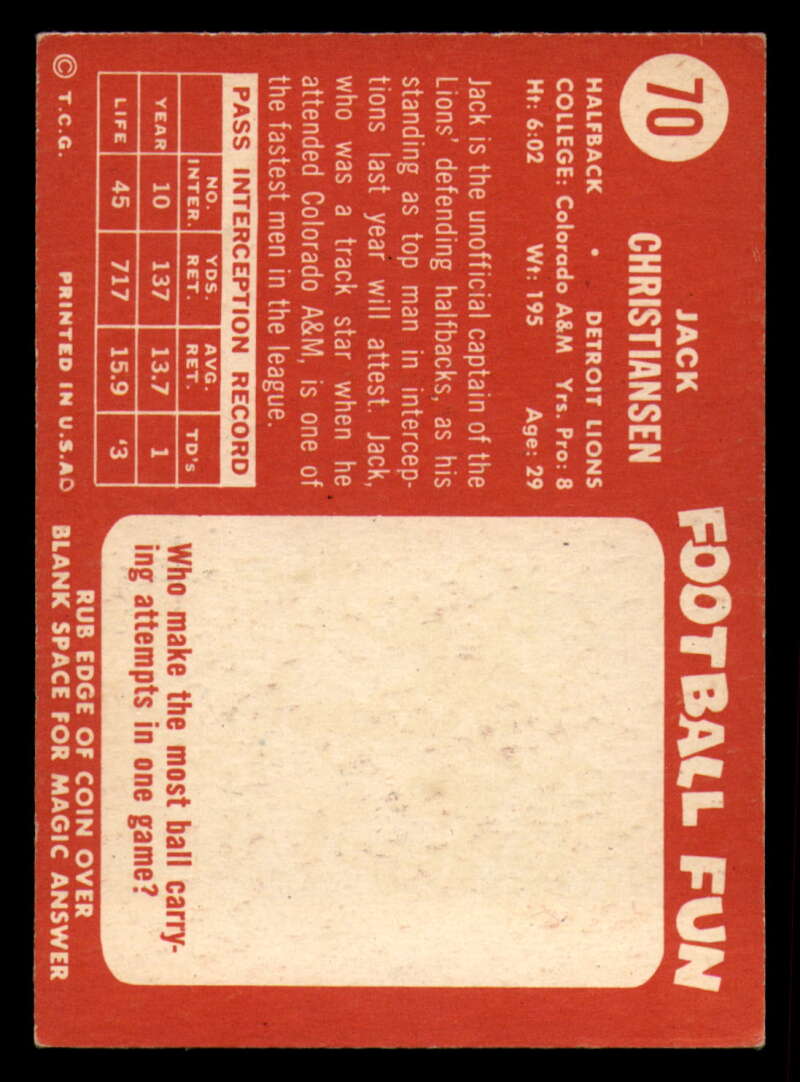 70
JACK
CHRISTIANSEN
HALFBACK • DETROIT LIONS
COLLEGE: Colorado A&M Yrs. Pro: 8
Ht: 6:02 Wt: 195 Age: 29
Jack is the unofficial captain of the
Lions' defending halfbacks, as his
standing as top man in intercep-
tions last year will attest. Jack,
who was a track star when he
attended Colorado A&M, is one of
the fastest men in the league.
PASS INTERCEPTION RECORD
NO. INTER. YDS. RET. AVG. RET. TD's
YEAR 10 137 13.7 1
LIFE 45 717 15.9 '3
© T.C.G. PRINTED IN U.S.A.
FOOTBALL FUN
Who make the most ball carry-
ing attempts in one game?
RUB EDGE OF COIN OVER
BLANK SPACE FOR MAGIC ANSWER